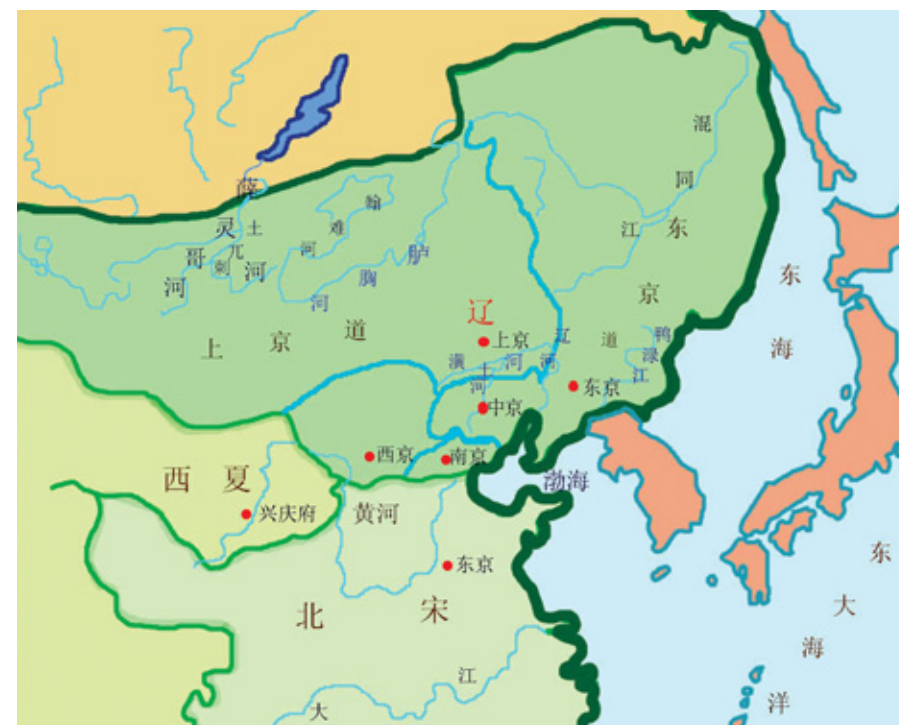 混同江
薛灵哥河
土兀剌河
斡难河
胪朐河
东京道
上京道
辽
上京
辽河
潢河
土河
鸭渌江
东京
中京
西京
南京
渤海
东海
西夏
兴庆府
黄河
东京
北宋
大江
东海
大洋